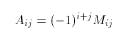 $A_{ij} = (-1)^{i+j} M_{ij}$